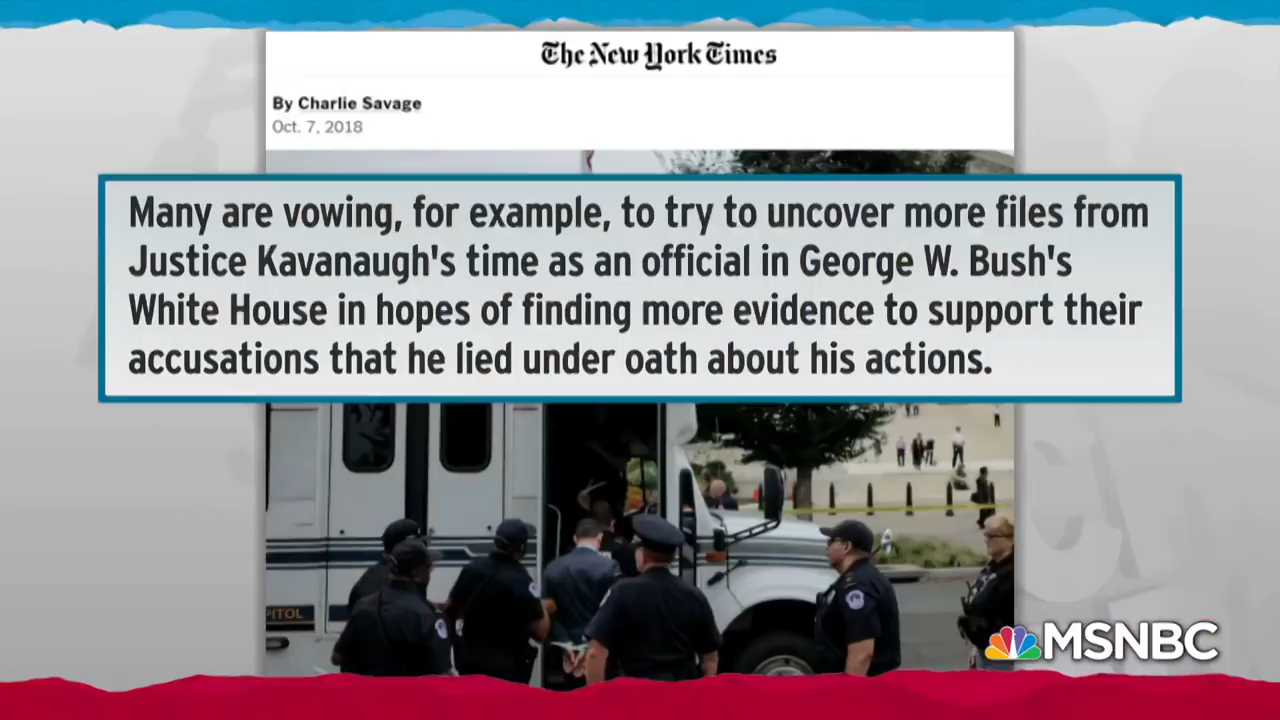 The New York Times
By Charlie Savage
Oct. 7, 2018
Many are vowing, for example, to try to uncover more files from
Justice Kavanaugh's time as an official in George W. Bush's
White House in hopes of finding more evidence to support their
accusations that he lied under oath about his actions.
ITOL
MSNBC